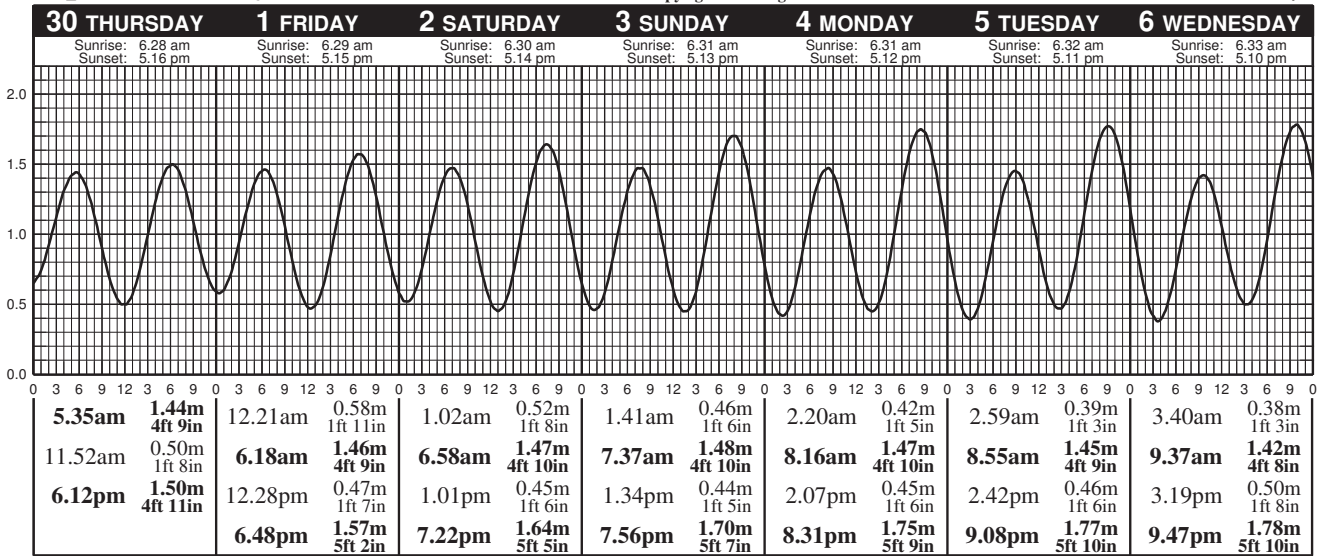 30 THURSDAY 1 FRIDAY 2 SATURDAY 3 SUNDAY 4 MONDAY 5 TUESDAY 6 WEDNESDAY
Sunrise: 6.28 am Sunrise: 6.29 am Sunrise: 6.30 am Sunrise: 6.31 am Sunrise: 6.31 am Sunrise: 6.32 am Sunrise: 6.33 am
Sunset: 5.16 pm Sunset: 5.15 pm Sunset: 5.14 pm Sunset: 5.13 pm Sunset: 5.12 pm Sunset: 5.11 pm Sunset: 5.10 pm
2.0
1.5
1.0
0.5
0.0
0 3 6 9 12 3 6 9 0 3 6 9 12 3 6 9 0 3 6 9 12 3 6 9 0 3 6 9 12 3 6 9 0 3 6 9 12 3 6 9 0 3 6 9 12 3 6 9 0 3 6 9 12 3 6 9 0
5.35am 1.44m 12.21am 0.58m 1.02am 0.52m 1.41am 0.46m 2.20am 0.42m 2.59am 0.39m 3.40am 0.38m
4ft 9in 1ft 11in 1ft 8in 1ft 6in 1ft 5in 1ft 3in 1ft 3in
11.52am 0.50m 6.18am 1.46m 6.58am 1.47m 7.37am 1.48m 8.16am 1.47m 8.55am 1.45m 9.37am 1.42m
1ft 8in 4ft 9in 4ft 10in 4ft 10in 4ft 10in 4ft 9in 4ft 8in
6.12pm 1.50m 12.28pm 0.47m 1.01pm 0.45m 1.34pm 0.44m 2.07pm 0.45m 2.42pm 0.46m 3.19pm 0.50m
4ft 11in 1ft 7in 1ft 6in 1ft 5in 1ft 6in 1ft 6in 1ft 8in
6.48pm 1.57m 7.22pm 1.64m 7.56pm 1.70m 8.31pm 1.75m 9.08pm 1.77m 9.47pm 1.78m
5ft 2in 5ft 5in 5ft 7in 5ft 9in 5ft 10in 5ft 10in